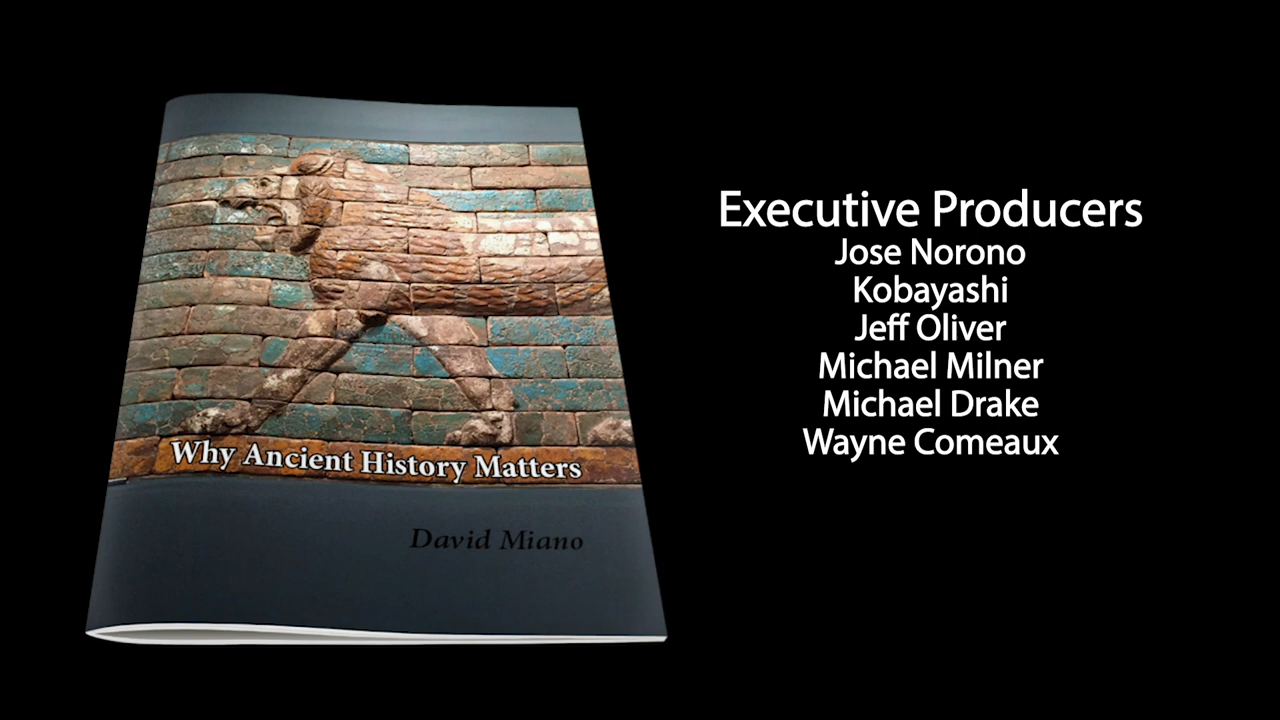 Why Ancient History Matters
David Miano
Executive Producers
Jose Norono
Kobayashi
Jeff Oliver
Michael Milner
Michael Drake
Wayne Comeaux